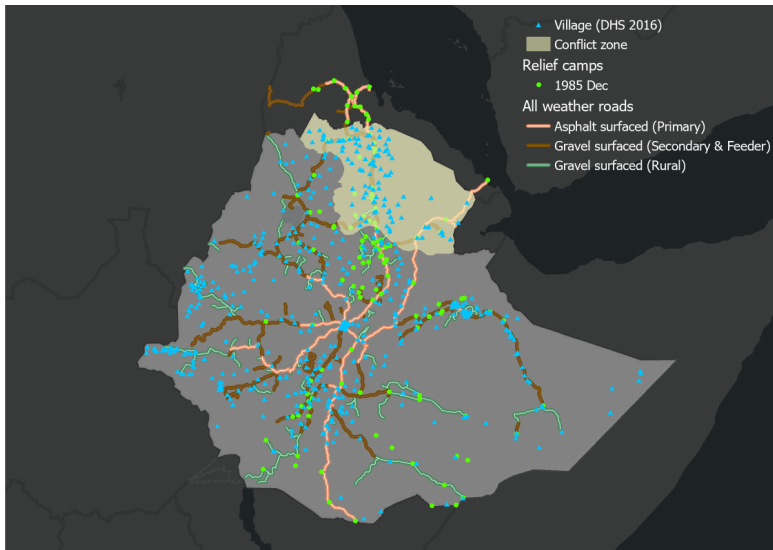 Village (DHS 2016)
Conflict zone
Relief camps
1985 Dec
All weather roads
Asphalt surfaced (Primary)
Gravel surfaced (Secondary & Feeder)
Gravel surfaced (Rural)